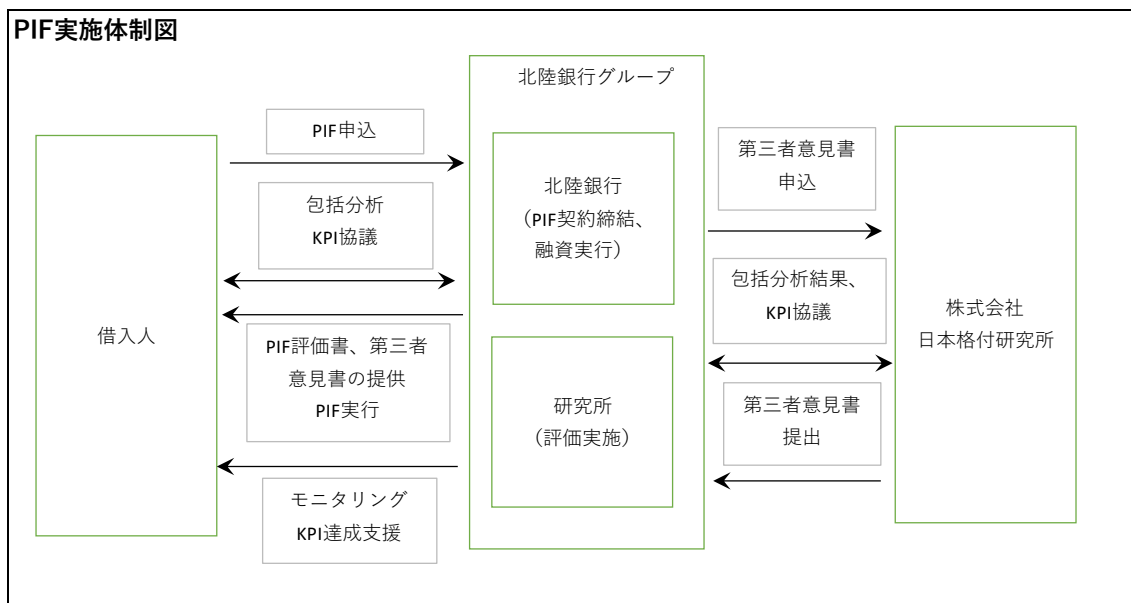 PIF実施体制図
北陸銀行グループ
PIF申込
包括分析
KPI協議
借入人
PIF評価書、第三者
意見書の提供
PIF実行
モニタリング
KPI達成支援
北陸銀行
（PIF契約締結、
融資実行）
研究所
（評価実施）
第三者意見書
申込
包括分析結果、
KPI協議
第三者意見書
提出
株式会社
日本格付研究所